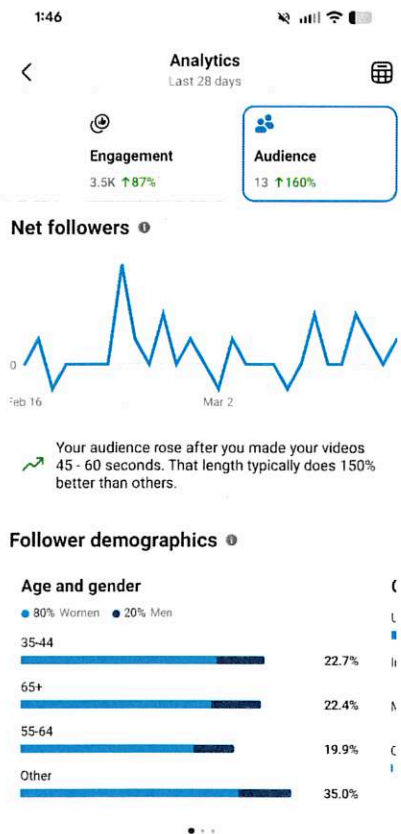 1:46
Analytics
Last 28 days
Engagement
3.5K ↑87%
Audience
13 ↑160%
Net followers
0
Feb 16
Mar 2
Your audience rose after you made your videos
45 - 60 seconds. That length typically does 150%
better than others.
Follower demographics
Age and gender
80% Women 20% Men
35-44
22.7%
65+
22.4%
55-64
19.9%
Other
35.0%